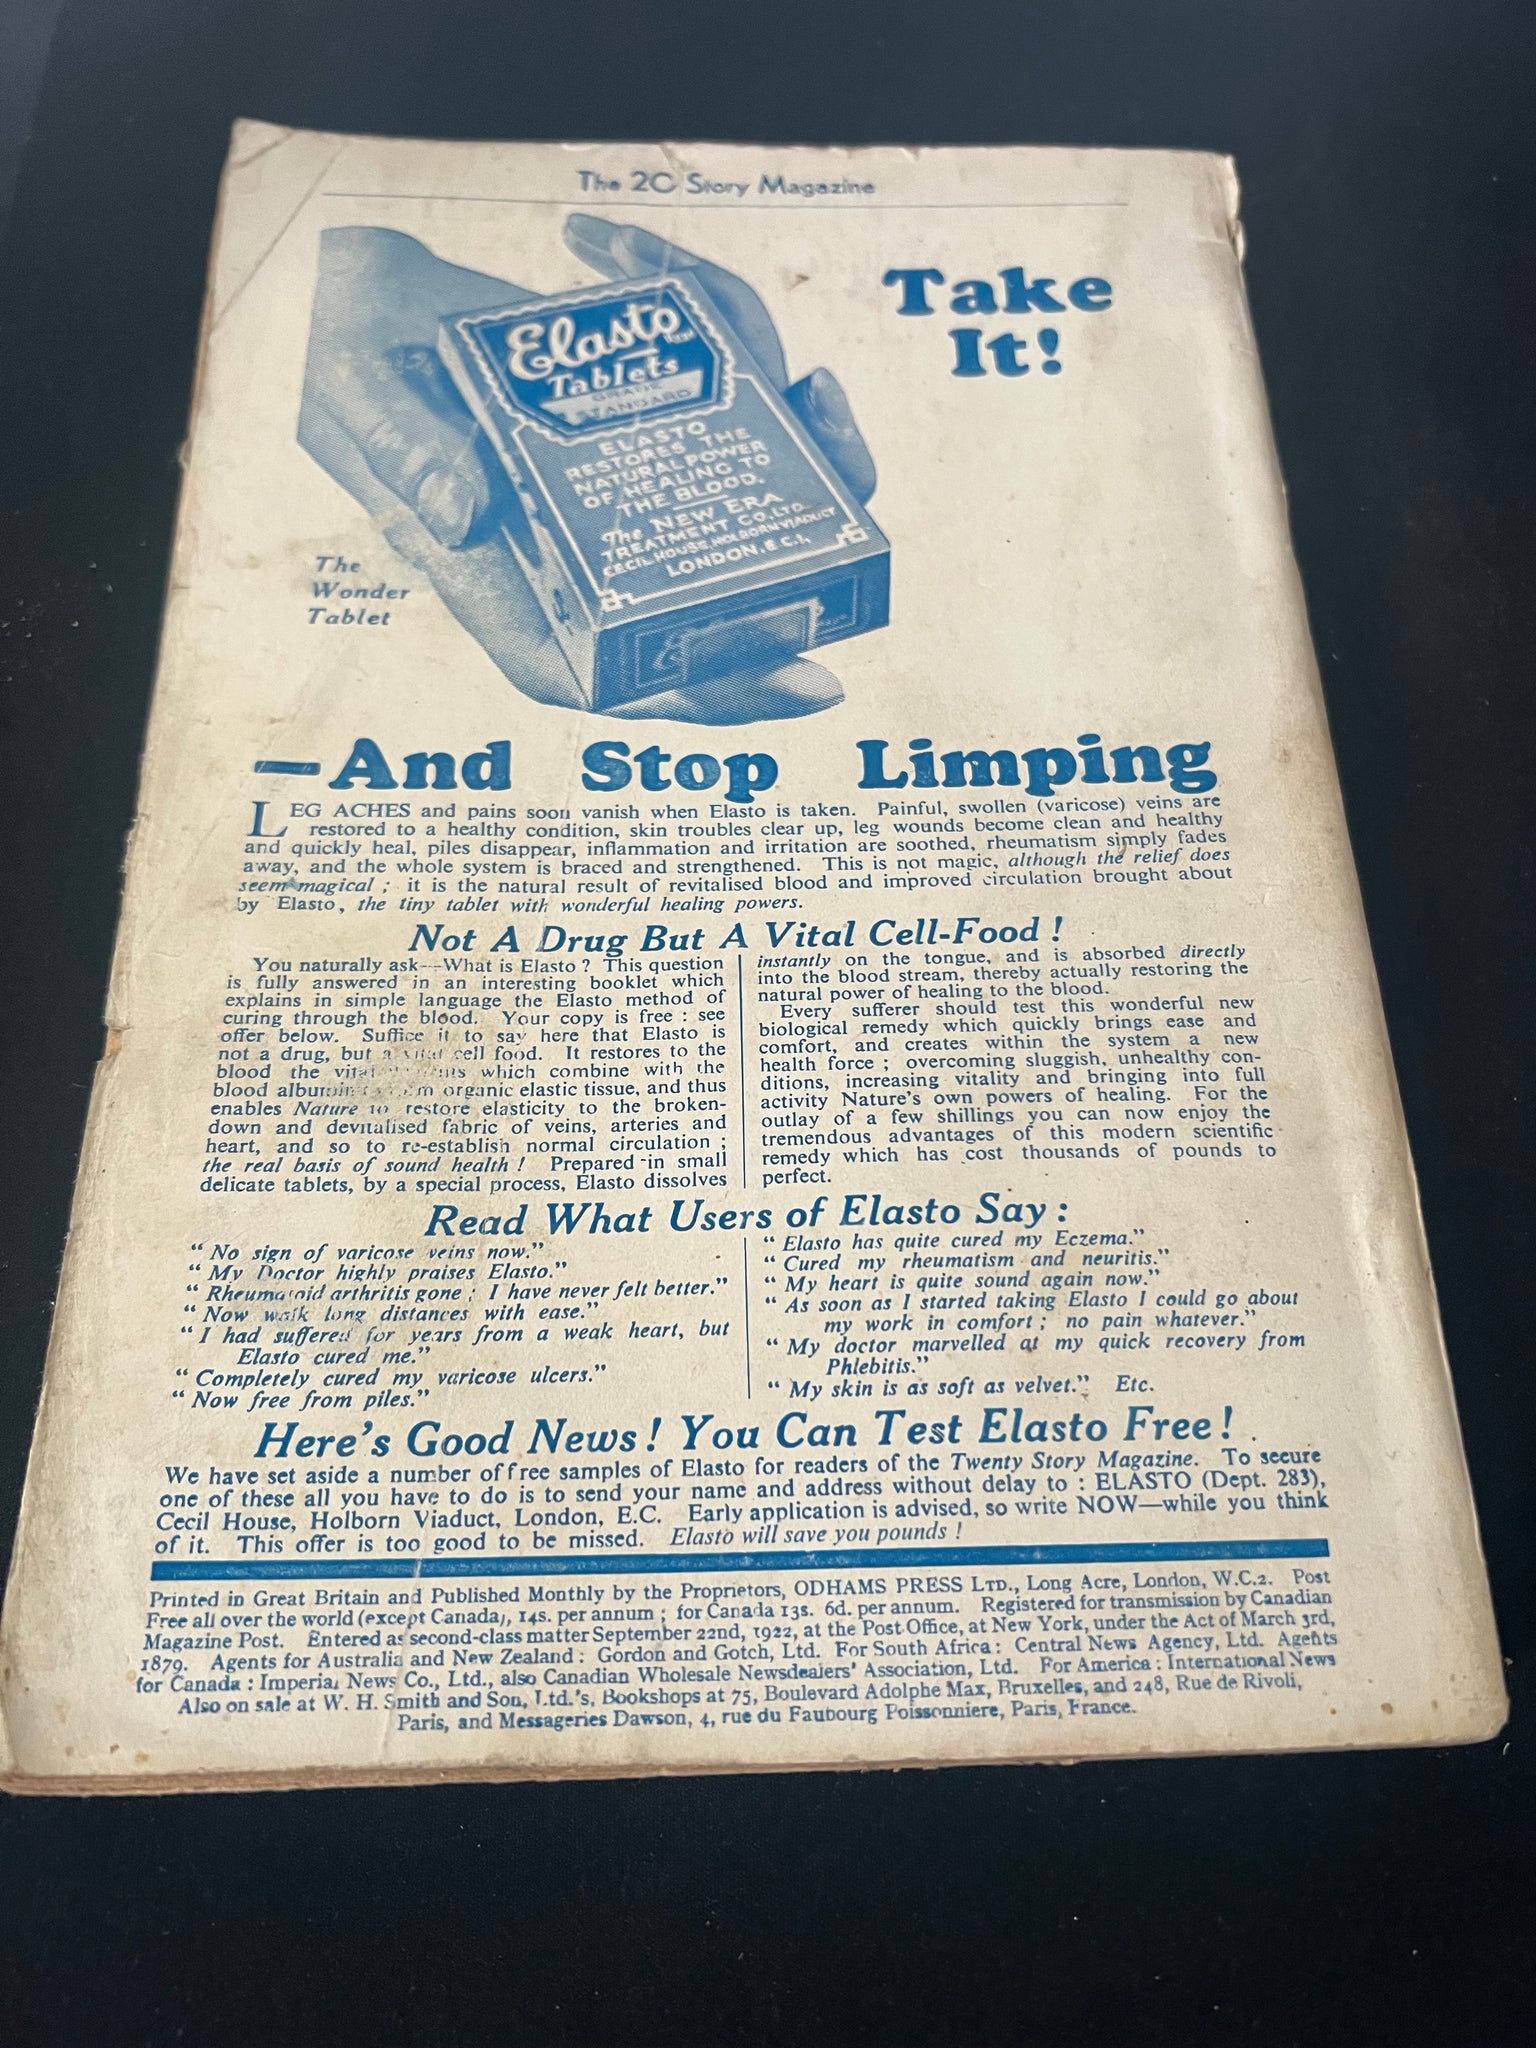 The 20 Story Magazine
Take
It!
Elasto
Tablets
STANDARD
ELASTO
RESTORES THE
NATURAL POWER
OF HEALING TO
THE BLOOD.
The NEW ERA
TREATMENT CO. LTD.
CECIL HOUSE, HOLBORN VIADUCT
LONDON. E.C.1.
The
Wonder
Tablet
—And Stop Limping
LEG ACHES and pains soon vanish when Elasto is taken. Painful, swollen (varicose) veins are
restored to a healthy condition, skin troubles clear up, leg wounds become clean and healthy
and quickly heal, piles disappear, inflammation and irritation are soothed, rheumatism simply fades
away, and the whole system is braced and strengthened. This is not magic, although the relief does
seem magical; it is the natural result of revitalised blood and improved circulation brought about
by Elasto, the tiny tablet with wonderful healing powers.
Not A Drug But A Vital Cell-Food!
You naturally ask—What is Elasto? This question
is fully answered in an interesting booklet which
explains in simple language the Elasto method of
curing through the blood. Your copy is free: see
offer below. Suffice it to say here that Elasto is
not a drug, but a vital cell food. It restores to the
blood the vital which combine with the
blood albumin organic elastic tissue, and thus
enables Nature to restore elasticity to the broken-
down and devitalised fabric of veins, arteries and
heart, and so to re-establish normal circulation;
the real basis of sound health! Prepared in small
delicate tablets, by a special process, Elasto dissolves
instantly on the tongue, and is absorbed directly
into the blood stream, thereby actually restoring the
natural power of healing to the blood.
Every sufferer should test this wonderful new
biological remedy which quickly brings ease and
comfort, and creates within the system a new
health force; overcoming sluggish, unhealthy con-
ditions, increasing vitality and bringing into full
activity Nature's own powers of healing. For the
outlay of a few shillings you can now enjoy the
tremendous advantages of this modern scientific
remedy which has cost thousands of pounds to
perfect.
Read What Users of Elasto Say:
"No sign of varicose veins now."
"My Doctor highly praises Elasto."
"Rheumatoid arthritis gone; I have never felt better."
"Now walk long distances with ease."
"I had suffered for years from a weak heart, but
Elasto cured me."
"Completely cured my varicose ulcers."
"Now free from piles."
"Elasto has quite cured my Eczema."
"Cured my rheumatism and neuritis."
"My heart is quite sound again now."
"As soon as I started taking Elasto I could go about
my work in comfort; no pain whatever."
"My doctor marvelled at my quick recovery from
Phlebitis."
"My skin is as soft as velvet." Etc.
Here's Good News! You Can Test Elasto Free!
We have set aside a number of free samples of Elasto for readers of the Twenty Story Magazine. To secure
one of these all you have to do is to send your name and address without delay to: ELASTO (Dept. 283),
Cecil House, Holborn Viaduct, London, E.C. Early application is advised, so write NOW—while you think
of it. This offer is too good to be missed. Elasto will save you pounds!
Printed in Great Britain and Published Monthly by the Proprietors, ODHAMS PRESS LTD., Long Acre, London, W.C.2. Post
Free all over the world (except Canada), 14s. per annum; for Canada 13s. 6d. per annum. Registered for transmission by Canadian
Magazine Post. Entered as second-class matter September 22nd, 1922, at the Post Office, at New York, under the Act of March 3rd,
1879. Agents for Australia and New Zealand: Gordon and Gotch, Ltd. For South Africa: Central News Agency, Ltd. Agents
for Canada: Imperial News Co., Ltd., also Canadian Wholesale Newsdealers' Association, Ltd. For America: International News
Also on sale at W. H. Smith and Son, Ltd.'s, Bookshops at 75, Boulevard Adolphe Max, Bruxelles, and 248, Rue de Rivoli,
Paris, and Messageries Dawson, 4, rue du Faubourg Poissonniere, Paris, France.